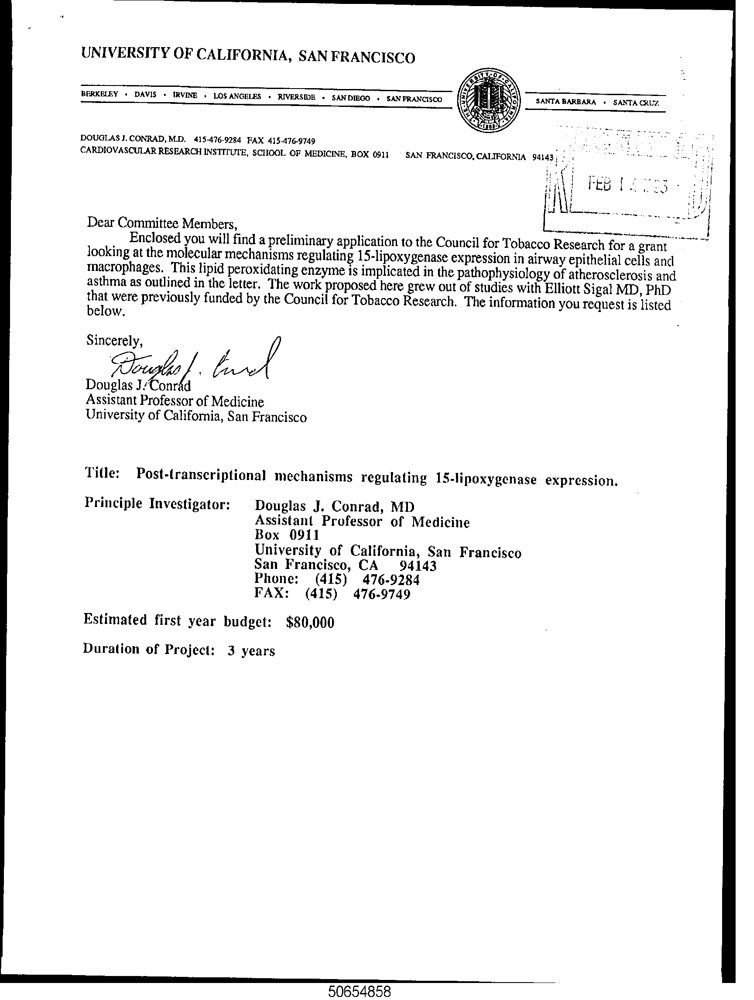 UNIVERSITY OF CALIFORNIA, SAN FRANCISCO
BERKELEY · DAVIS · IRVINE · LOS ANGELES · RIVERSIDE · SAN DIEGO · SAN FRANCISCO
SANTA BARBARA · SANTA CRUZ
DOUGLAS J. CONRAD, M.D. 415-476-9284 FAX 415-476-9749
CARDIOVASCULAR RESEARCH INSTITUTE, SCHOOL OF MEDICINE, BOX 0911 SAN FRANCISCO, CALIFORNIA 94143
FEB
Dear Committee Members,
Enclosed you will find a preliminary application to the Council for Tobacco Research for a grant
looking at the molecular mechanisms regulating 15-lipoxygenase expression in airway epithelial cells and
macrophages. This lipid peroxidating enzyme is implicated in the pathophysiology of atherosclerosis and
asthma as outlined in the letter. The work proposed here grew out of studies with Elliott Sigal MD, PhD
that were previously funded by the Council for Tobacco Research. The information you request is listed
below.
Sincerely,
Douglas J. Conrad
Douglas J. Conrad
Assistant Professor of Medicine
University of California, San Francisco
Title: Post-transcriptional mechanisms regulating 15-lipoxygenase expression.
Principle Investigator: Douglas J. Conrad, MD
Assistant Professor of Medicine
Box 0911
University of California, San Francisco
San Francisco, CA 94143
Phone: (415) 476-9284
FAX: (415) 476-9749
Estimated first year budget: $80,000
Duration of Project: 3 years
50654858